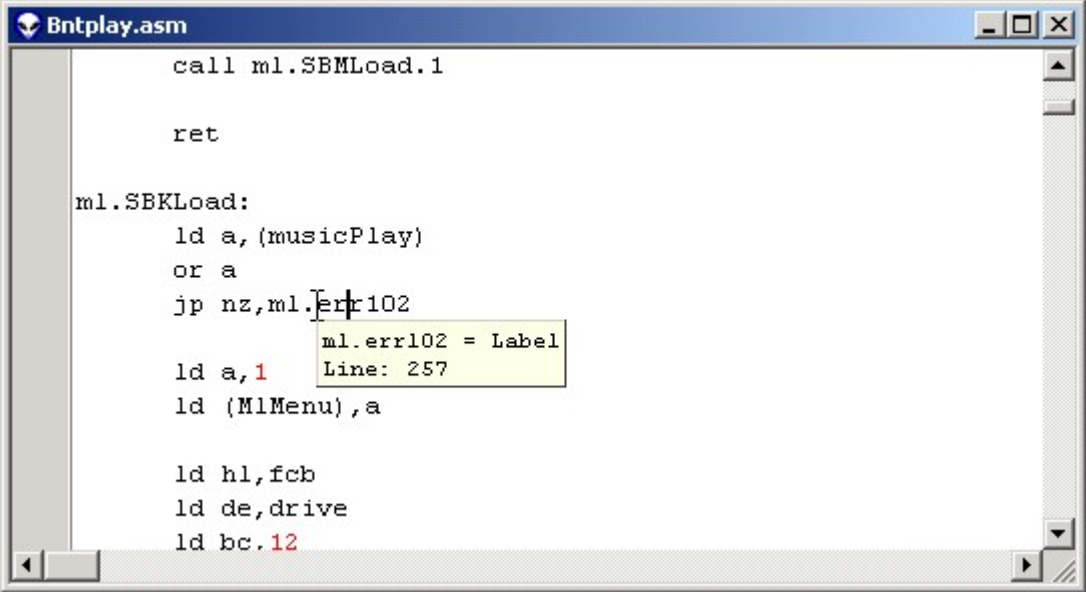 Bntplay.asm
call ml.SBMLoad.1
ret
ml.SBKLoad:
ld a,(musicPlay)
or a
jp nz,ml.err102
ml.err102 = Label
Line: 257
ld a,1
ld (MlMenu),a
ld hl,fcb
ld de,drive
ld bc,12